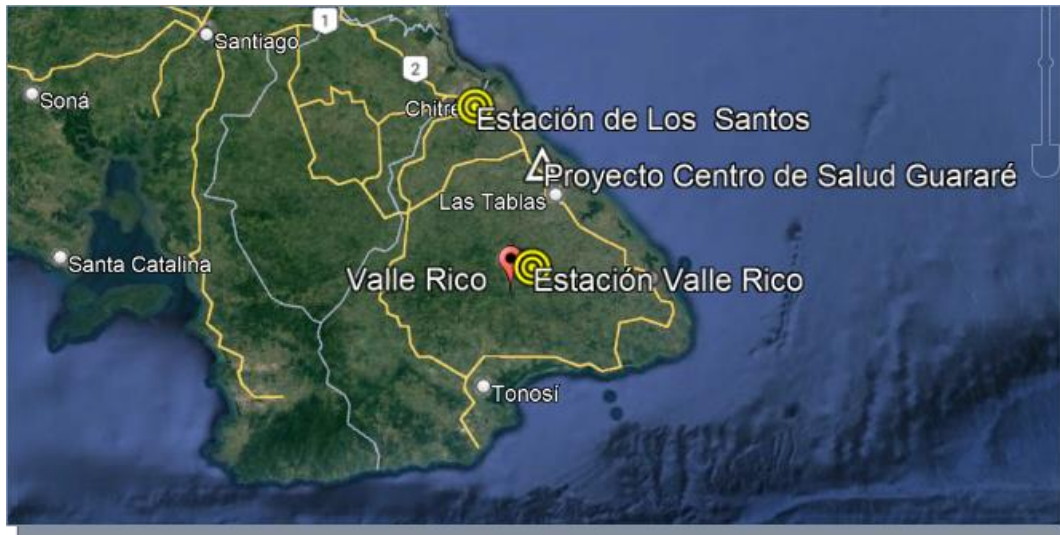 1
Santiago
2
Soná
Chitre
Estación de Los  Santos
Proyecto Centro de Salud Guararé
Las Tablas
Santa Catalina
Valle Rico
Estación Valle Rico
Tonosí